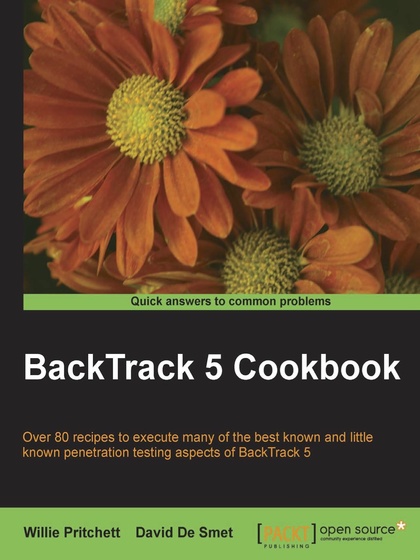 Quick answers to common problems
BackTrack 5 Cookbook
Over 80 recipes to execute many of the best known and little
known penetration testing aspects of BackTrack 5
Willie Pritchett David De Smet
[PACKT]
PUBLISHING
open source*
community experience distilled